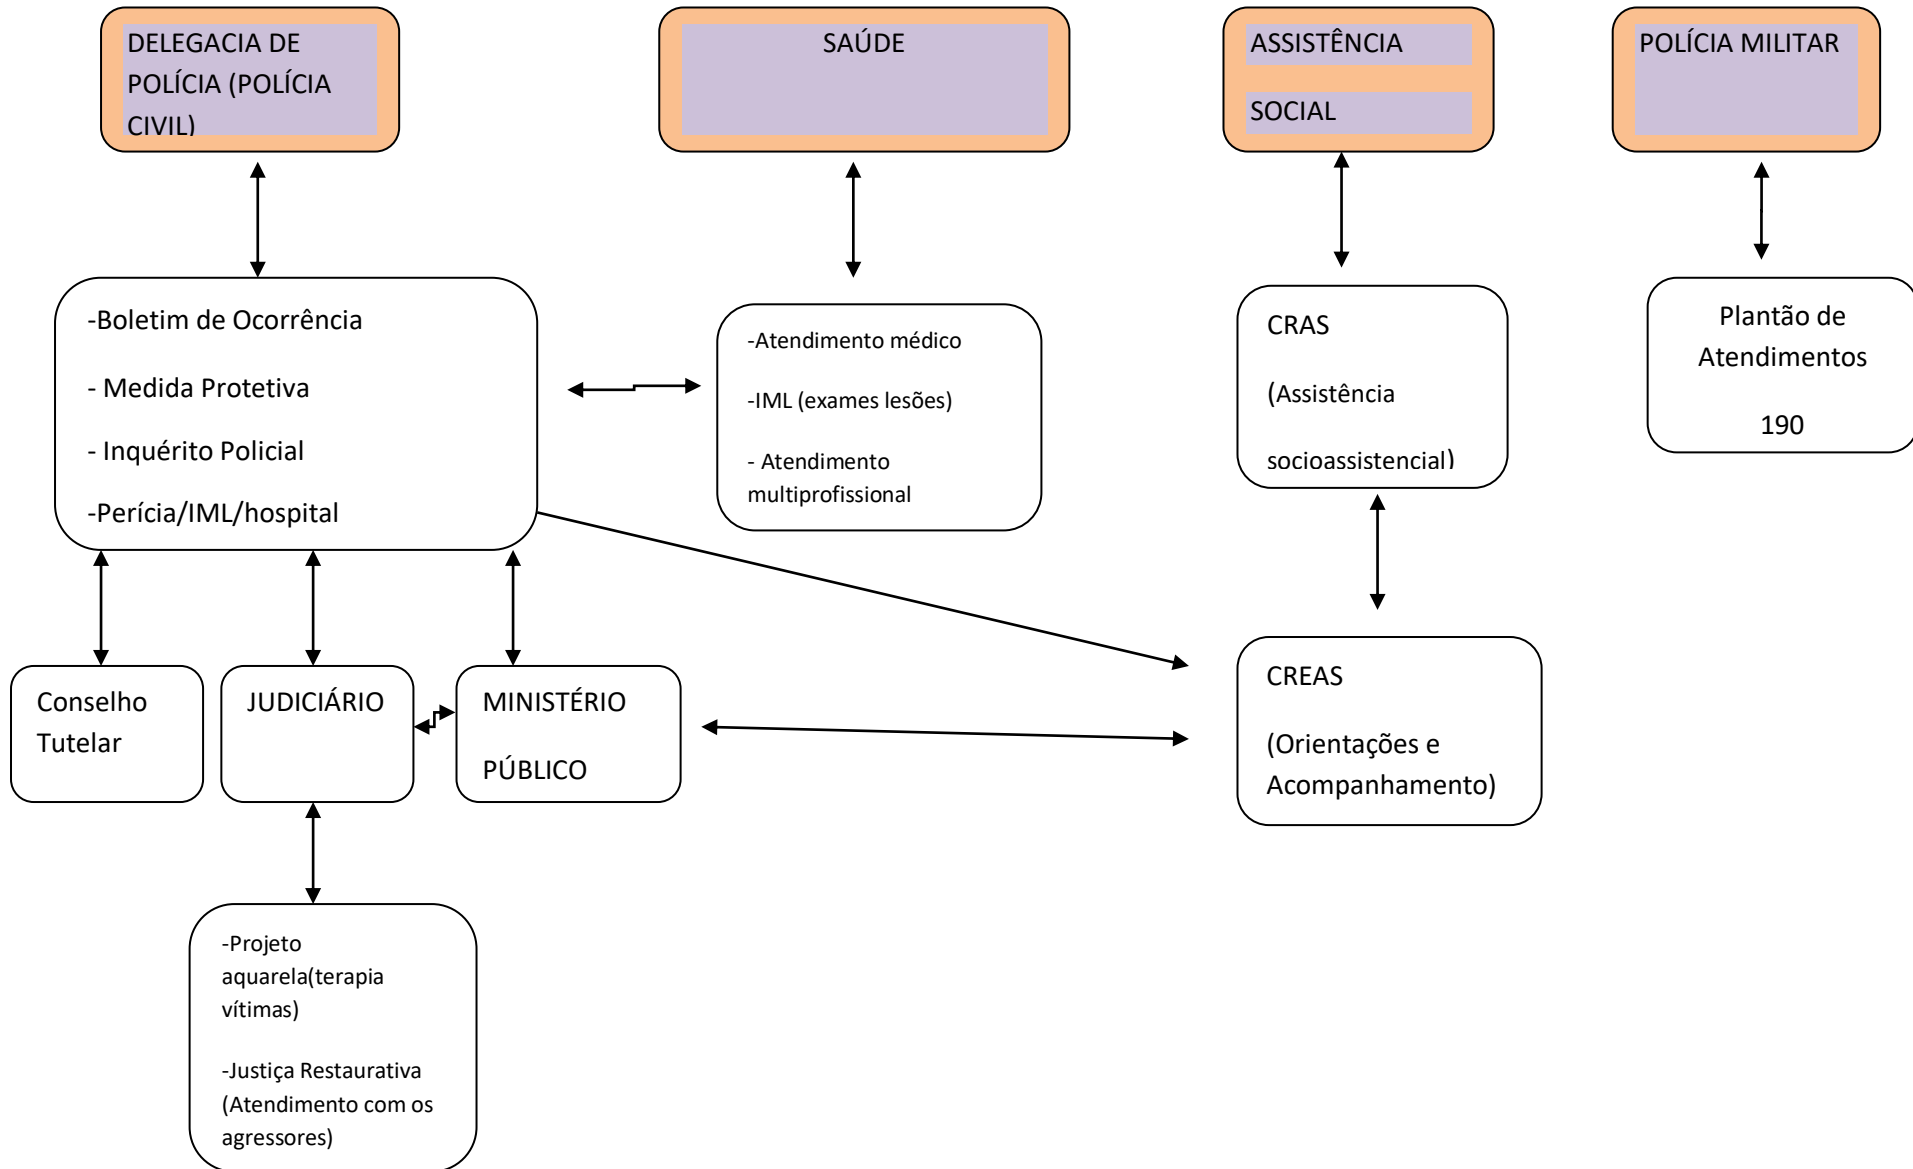 DELEGACIA DE
POLÍCIA (POLÍCIA
CIVIL)
SAÚDE
ASSISTÊNCIA
SOCIAL
POLÍCIA MILITAR
-Boletim de Ocorrência
- Medida Protetiva
- Inquérito Policial
-Perícia/IML/hospital
-Atendimento médico
-IML (exames lesões)
- Atendimento
multiprofissional
CRAS
(Assistência
socioassistencial)
Plantão de
Atendimentos
190
Conselho
Tutelar
JUDICIÁRIO
MINISTÉRIO
PÚBLICO
CREAS
(Orientações e
Acompanhamento)
-Projeto
aquarela(terapia
vítimas)
-Justiça Restaurativa
(Atendimento com os
agressores)